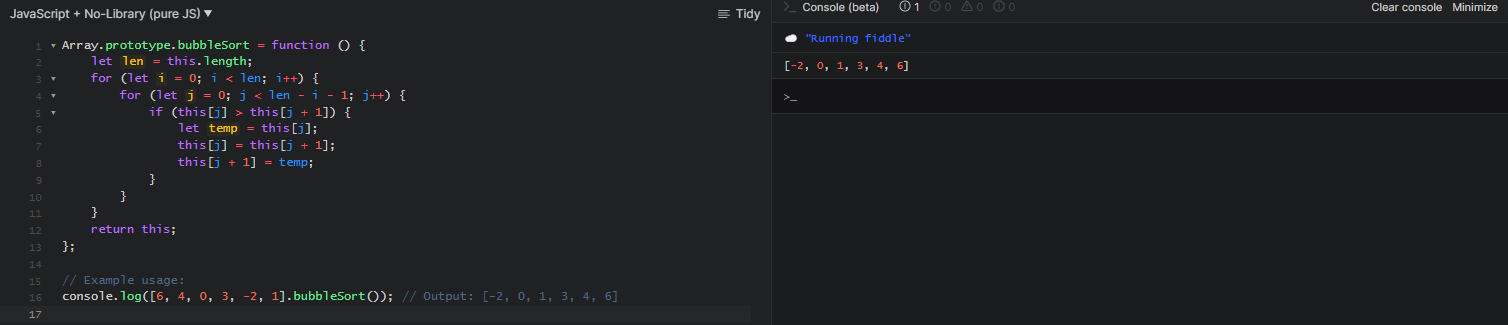 JavaScript + No-Library (pure JS) ▼
Tidy
1 Array.prototype.bubbleSort = function () {
2     let len = this.length;
3     for (let i = 0; i < len; i++) {
4         for (let j = 0; j < len - i - 1; j++) {
5             if (this[j] > this[j + 1]) {
6                 let temp = this[j];
7                 this[j] = this[j + 1];
8                 this[j + 1] = temp;
9             }
10         }
11     }
12     return this;
13 };
14
15 // Example usage:
16 console.log([6, 4, 0, 3, -2, 1].bubbleSort()); // Output: [-2, 0, 1, 3, 4, 6]
17
>_ Console (beta) 1 0 0 0 Clear console Minimize
"Running fiddle"
[-2, 0, 1, 3, 4, 6]
>_